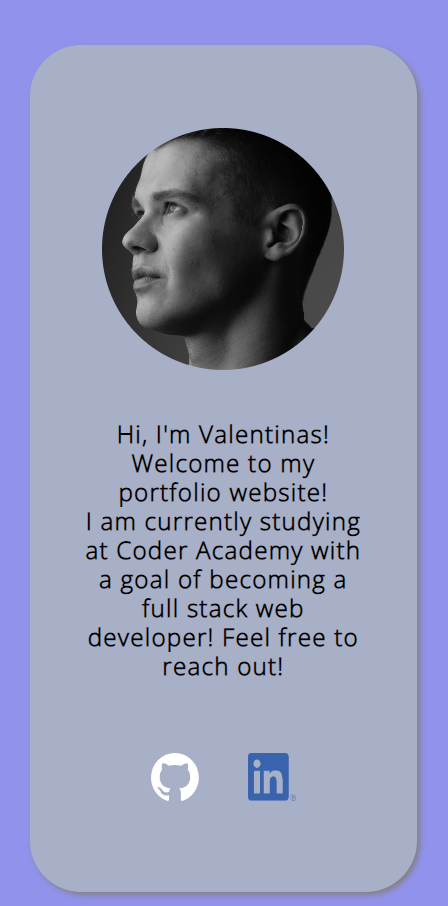 Hi, I'm Valentinas!
Welcome to my
portfolio website!
I am currently studying
at Coder Academy with
a goal of becoming a
full stack web
developer! Feel free to
reach out!
in